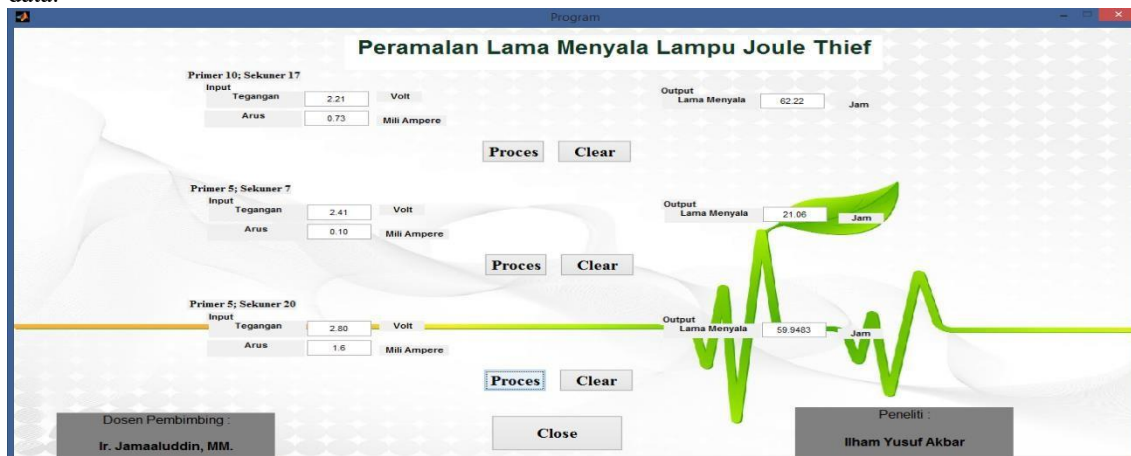 data.
Program
Peramalan Lama Menyala Lampu Joule Thief
Primer 10; Sekuner 17
Input
Tegangan 2.21 Volt
Arus 0.73 Mili Ampere
Output
Lama Menyala 62.22 Jam
Proces Clear
Primer 5; Sekuner 7
Input
Tegangan 2.41 Volt
Arus 0.10 Mili Ampere
Output
Lama Menyala 21.06 Jam
Proces Clear
Primer 5; Sekuner 20
Input
Tegangan 2.80 Volt
Arus 1.6 Mili Ampere
Output
Lama Menyala 59.9483 Jam
Proces Clear
Dosen Pembimbing :
Ir. Jamaaluddin, MM.
Close
Peneliti :
Ilham Yusuf Akbar